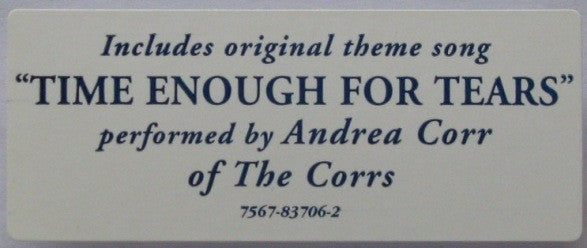 Includes original theme song
“TIME ENOUGH FOR TEARS”
performed by Andrea Corr
of The Corrs
7567-83706-2